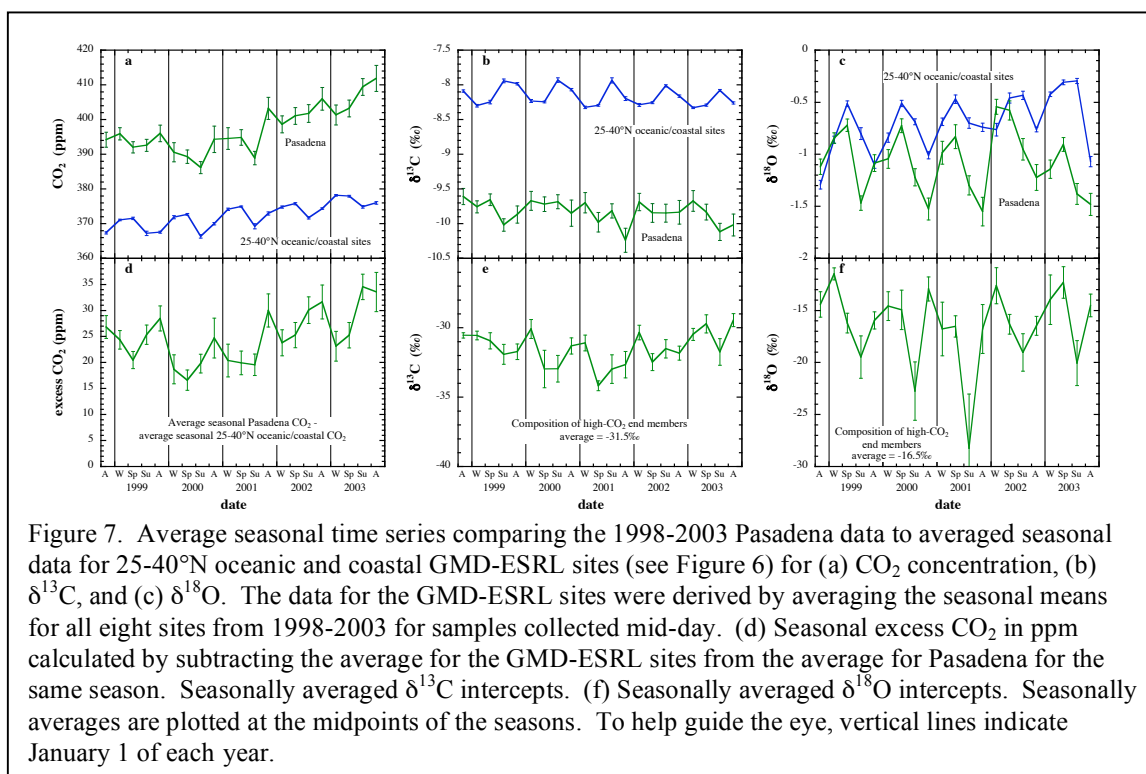 a
CO2 (ppm)
420
410
400
390
380
370
360
Pasadena
25-40°N oceanic/coastal sites
b
δ13C (‰)
-7.5
-8
-8.5
-9
-9.5
-10
-10.5
25-40°N oceanic/coastal sites
Pasadena
c
δ18O (‰)
0
-0.5
-1
-1.5
-2
25-40°N oceanic/coastal sites
Pasadena
d
excess CO2 (ppm)
35
30
25
20
15
10
5
0
Average seasonal Pasadena CO2 -
average seasonal 25-40°N oceanic/coastal CO2
A W Sp Su A W Sp Su A W Sp Su A W Sp Su A W Sp Su A
1999 2000 2001 2002 2003
date
e
δ13C (‰)
-30
-33
-35
-38
-40
Composition of high-CO2 end members
average = -31.5‰
A W Sp Su A W Sp Su A W Sp Su A W Sp Su A W Sp Su A
1999 2000 2001 2002 2003
date
f
δ18O (‰)
-15
-20
-25
-30
Composition of high-CO2
end members
average = -16.5‰
A W Sp Su A W Sp Su A W Sp Su A W Sp Su A W Sp Su A
1999 2000 2001 2002 2003
date
Figure 7. Average seasonal time series comparing the 1998-2003 Pasadena data to averaged seasonal
data for 25-40°N oceanic and coastal GMD-ESRL sites (see Figure 6) for (a) CO2 concentration, (b)
δ13C, and (c) δ18O. The data for the GMD-ESRL sites were derived by averaging the seasonal means
for all eight sites from 1998-2003 for samples collected mid-day. (d) Seasonal excess CO2 in ppm
calculated by subtracting the average for the GMD-ESRL sites from the average for Pasadena for the
same season. Seasonally averaged δ13C intercepts. (f) Seasonally averaged δ18O intercepts. Seasonally
averages are plotted at the midpoints of the seasons. To help guide the eye, vertical lines indicate
January 1 of each year.